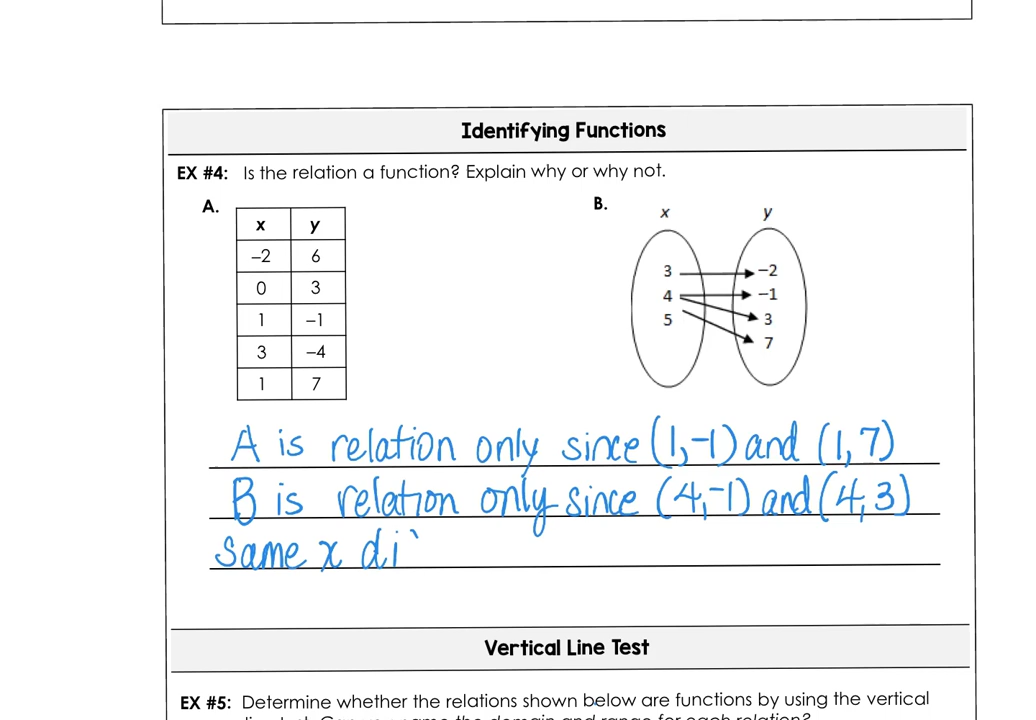 Identifying Functions
EX #4: Is the relation a function? Explain why or why not.
A.
x y
–2 6
0 3
1 –1
3 –4
1 7
B.
x y
3 –2
4 –1
5 3
7
A is relation only since (1,-1) and (1,7)
B is relation only since (4,-1) and (4,3)
same x di
Vertical Line Test
EX #5: Determine whether the relations shown below are functions by using the vertical